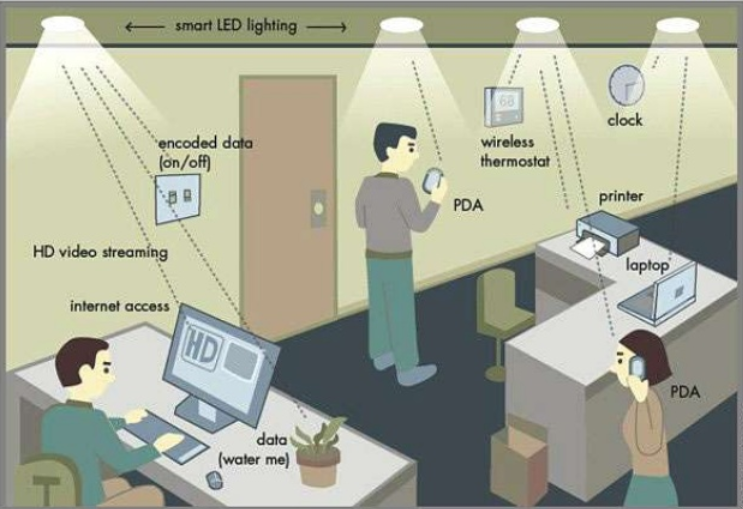 smart LED lighting
encoded data
(on/off)
68
clock
wireless
thermostat
PDA
printer
HD video streaming
laptop
internet access
HD
PDA
data
(water me)